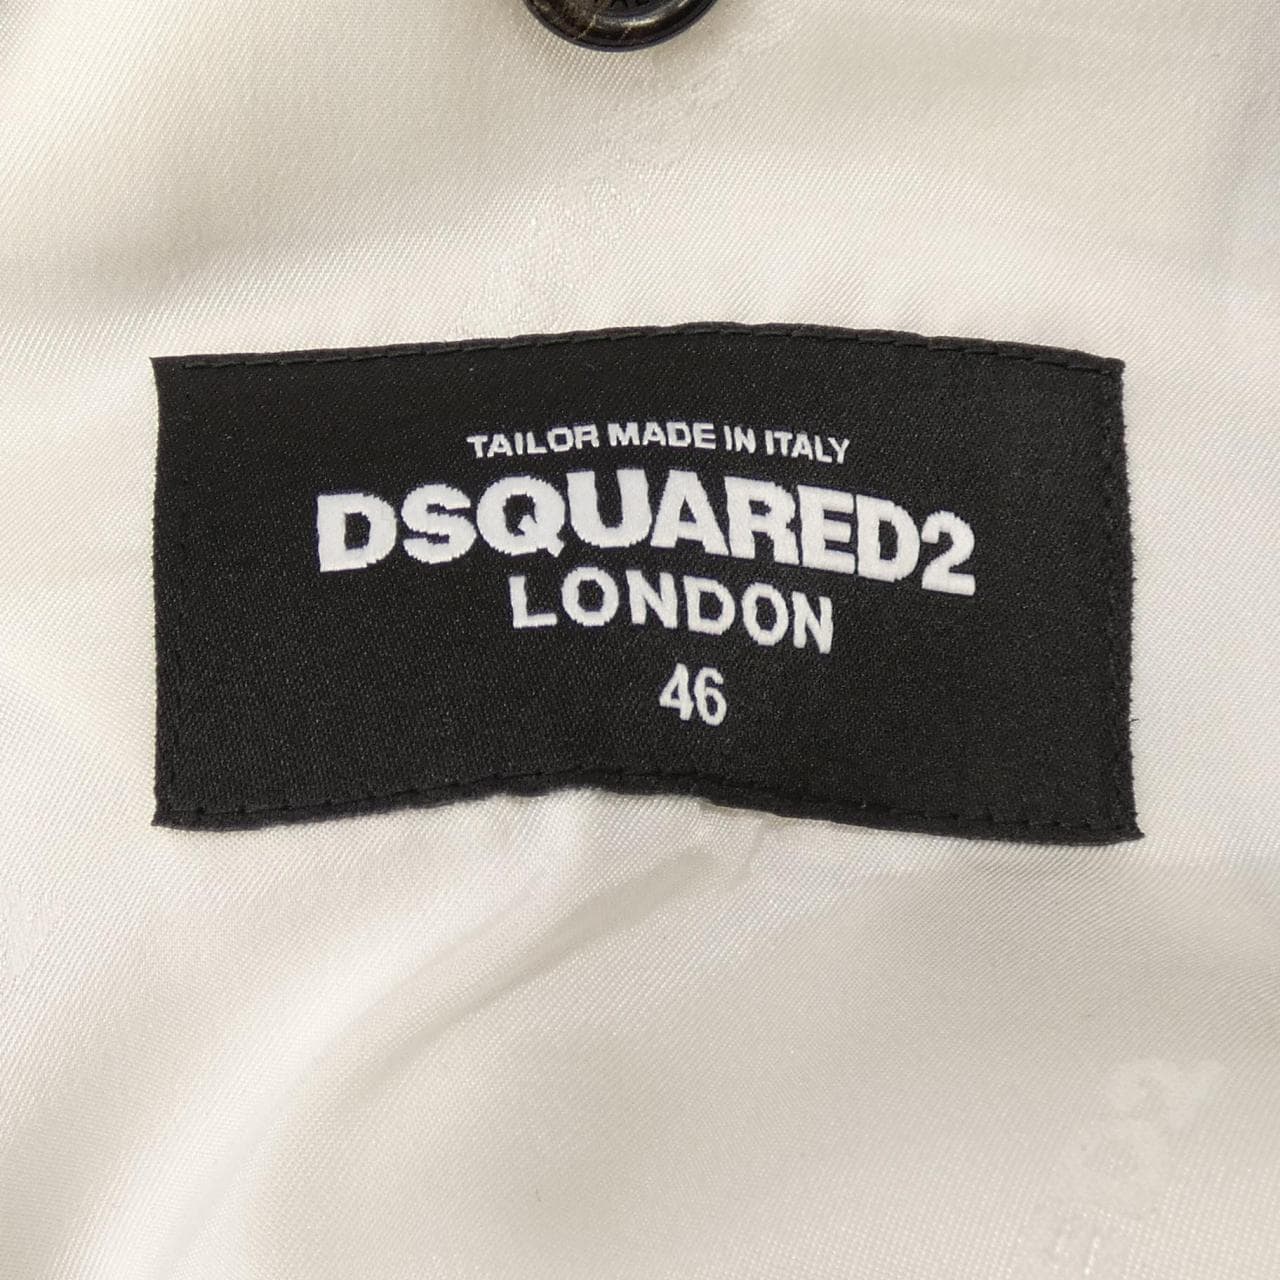 TAILOR MADE IN ITALY
DSQUARED2
LONDON
46